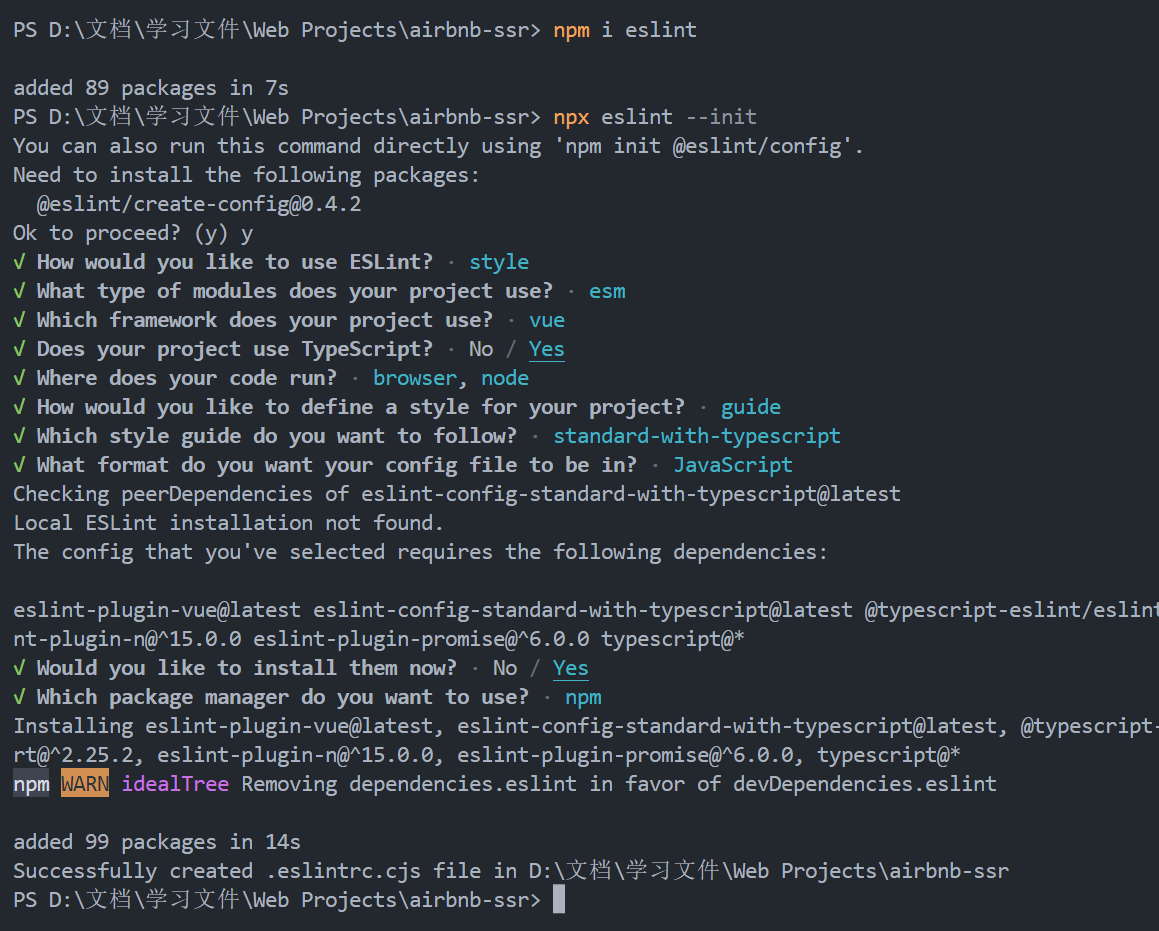 PS D:\文档\学习文件\Web Projects\airbnb-ssr> npm i eslint
added 89 packages in 7s
PS D:\文档\学习文件\Web Projects\airbnb-ssr> npx eslint --init
You can also run this command directly using 'npm init @eslint/config'.
Need to install the following packages:
  @eslint/create-config@0.4.2
Ok to proceed? (y) y
√ How would you like to use ESLint? · style
√ What type of modules does your project use? · esm
√ Which framework does your project use? · vue
√ Does your project use TypeScript? · No / Yes
√ Where does your code run? · browser, node
√ How would you like to define a style for your project? · guide
√ Which style guide do you want to follow? · standard-with-typescript
√ What format do you want your config file to be in? · JavaScript
Checking peerDependencies of eslint-config-standard-with-typescript@latest
Local ESLint installation not found.
The config that you've selected requires the following dependencies:
eslint-plugin-vue@latest eslint-config-standard-with-typescript@latest @typescript-eslint/eslint
nt-plugin-n@^15.0.0 eslint-plugin-promise@^6.0.0 typescript@*
√ Would you like to install them now? · No / Yes
√ Which package manager do you want to use? · npm
Installing eslint-plugin-vue@latest, eslint-config-standard-with-typescript@latest, @typescript-
rt@^2.25.2, eslint-plugin-n@^15.0.0, eslint-plugin-promise@^6.0.0, typescript@*
npm WARN idealTree Removing dependencies.eslint in favor of devDependencies.eslint
added 99 packages in 14s
Successfully created .eslintrc.cjs file in D:\文档\学习文件\Web Projects\airbnb-ssr
PS D:\文档\学习文件\Web Projects\airbnb-ssr>